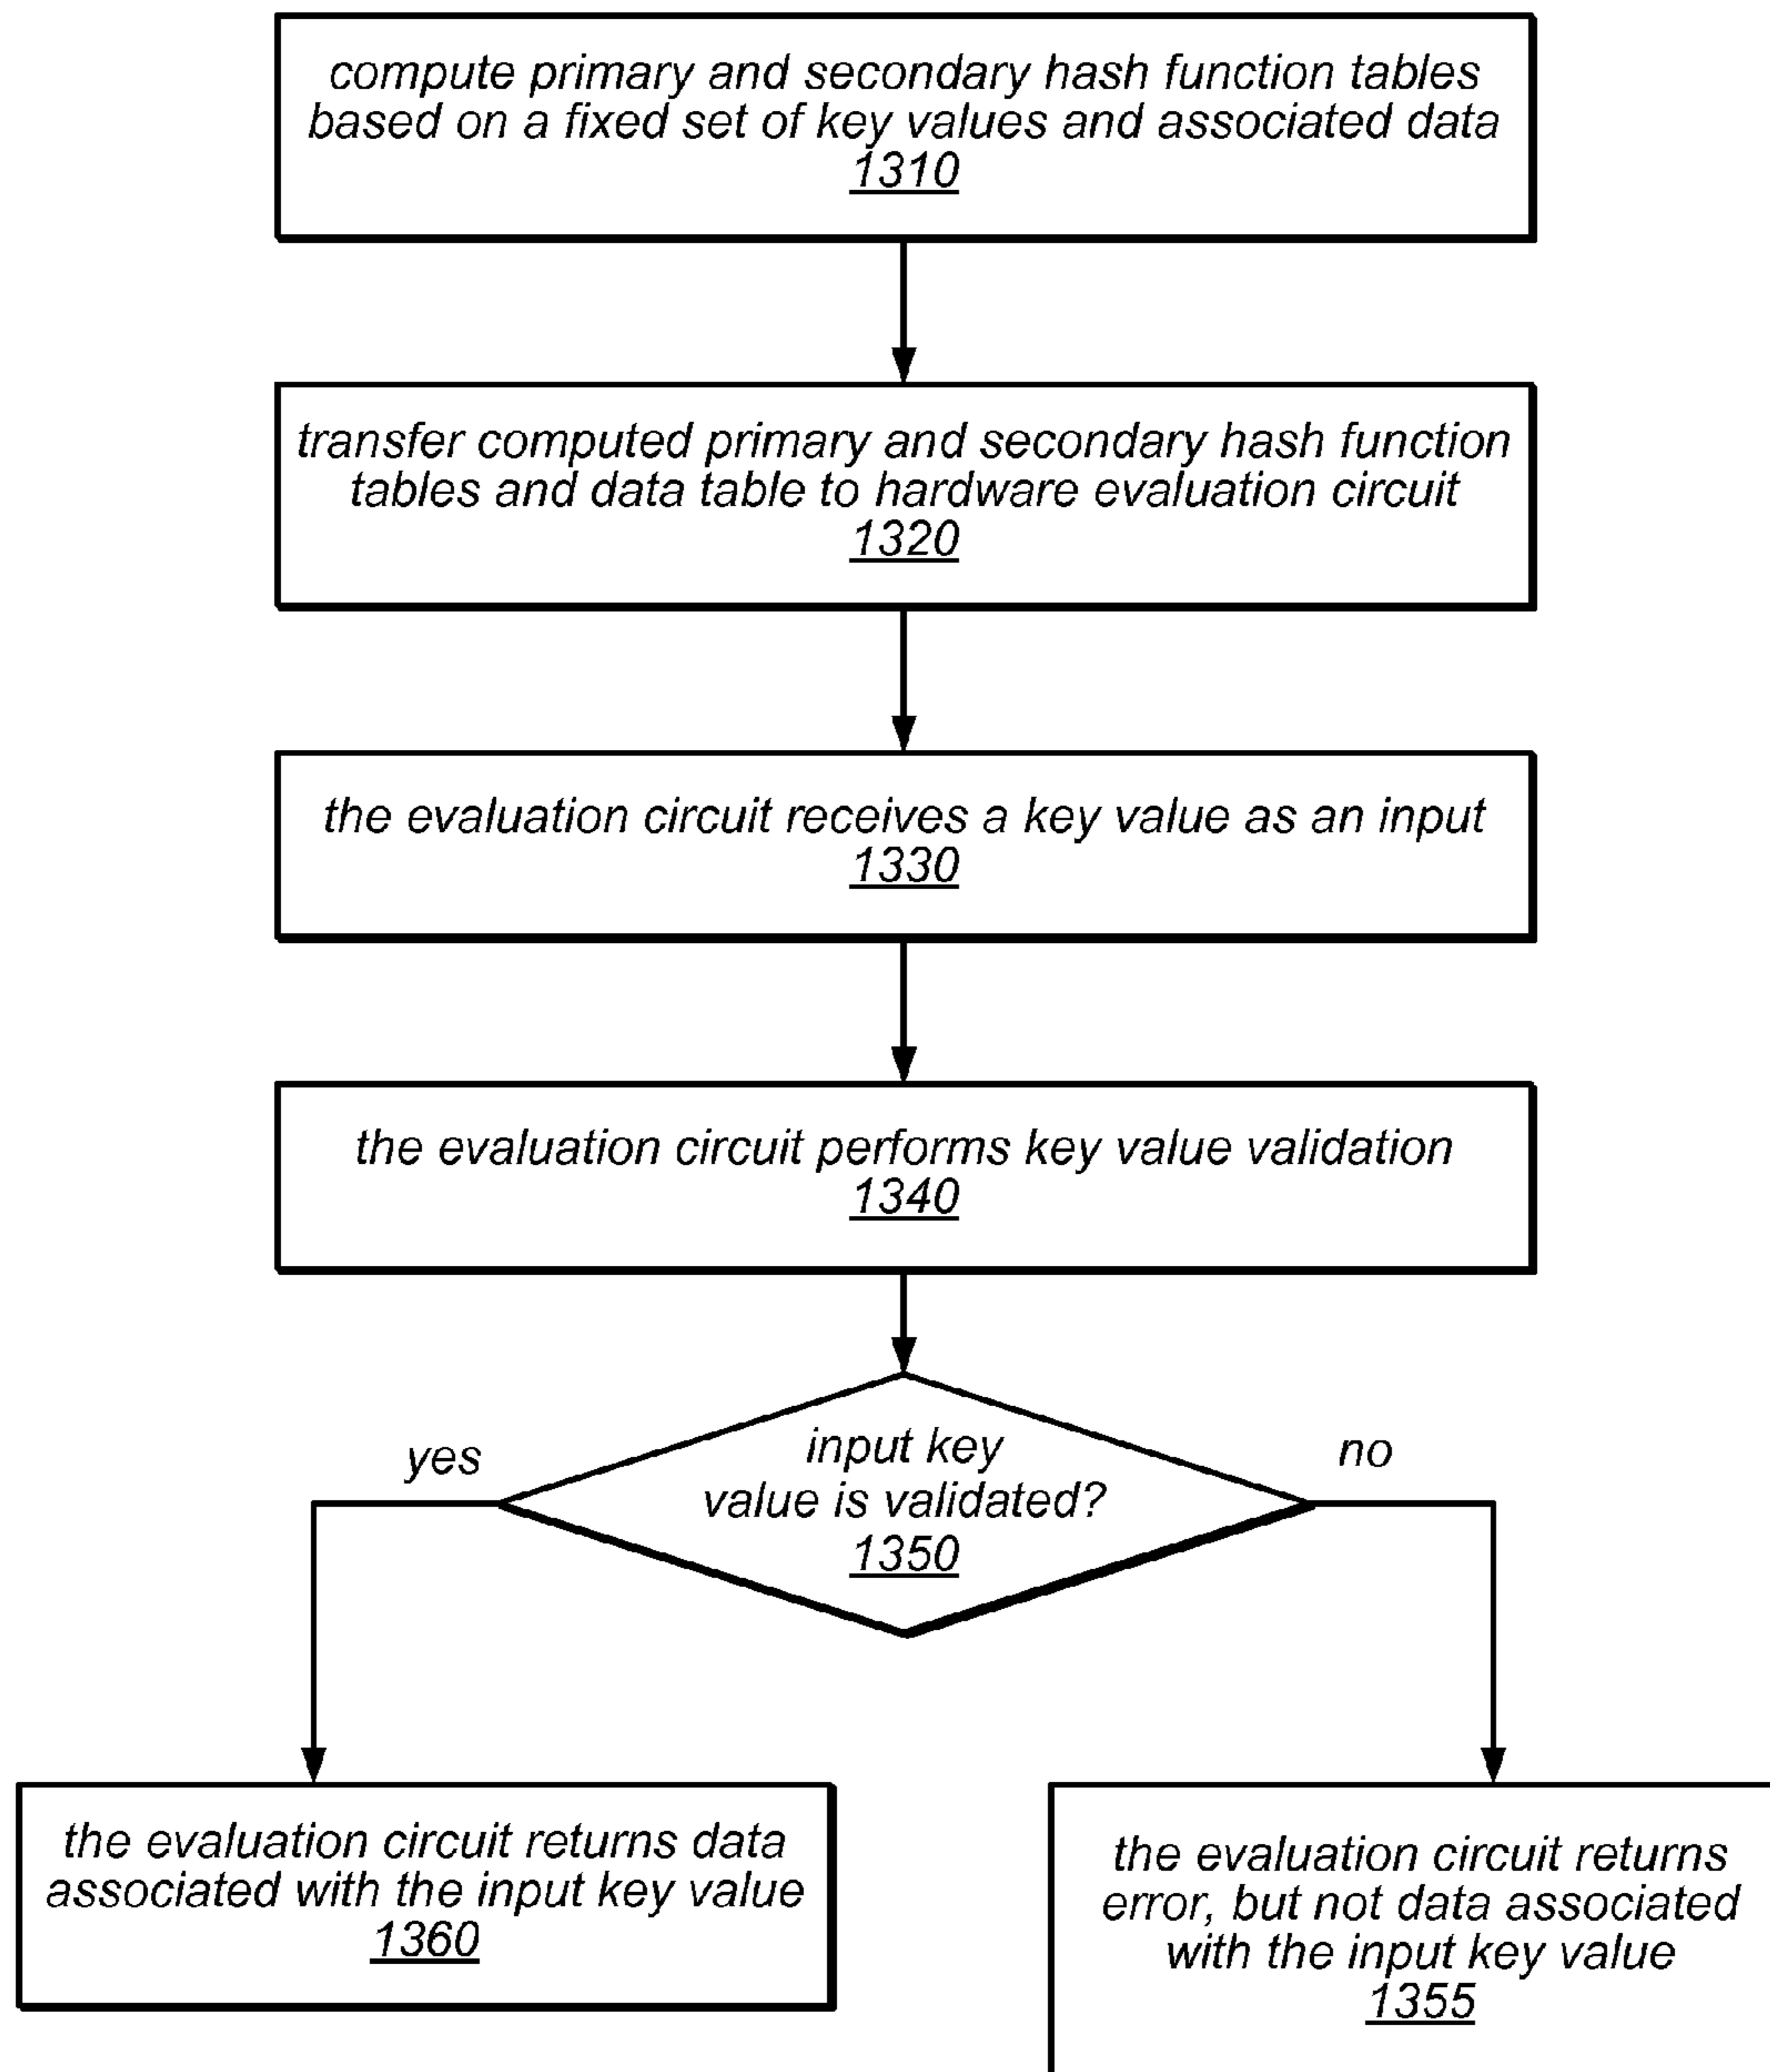 compute primary and secondary hash function tables
based on a fixed set of key values and associated data
1310
transfer computed primary and secondary hash function
tables and data table to hardware evaluation circuit
1320
the evaluation circuit receives a key value as an input
1330
the evaluation circuit performs key value validation
1340
input key
value is validated?
1350
yes
no
the evaluation circuit returns data
associated with the input key value
1360
the evaluation circuit returns
error, but not data associated
with the input key value
1355